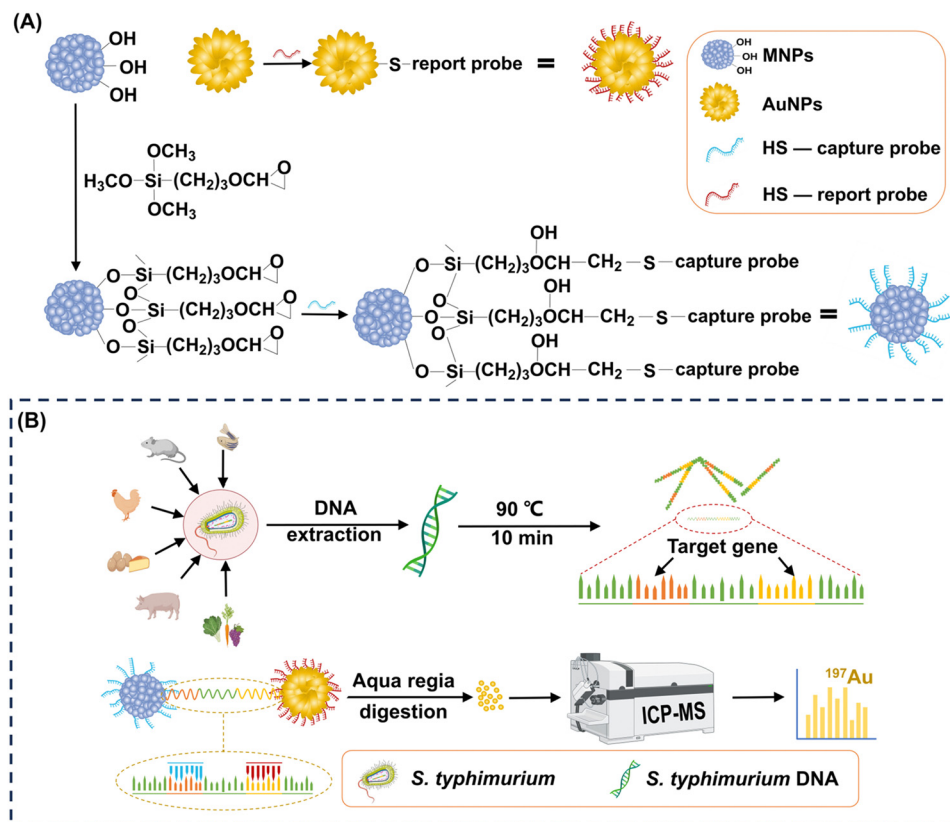 (A)
OH
OH
OH
S-report probe
=
OH
OH
OH
MNPs
AuNPs
HS — capture probe
HS — report probe
OCH3
H3CO—Si—(CH2)3OCH
O
OCH3
O—Si—(CH2)3OCH
O
O O
O—Si—(CH2)3OCH
O
O O
O—Si—(CH2)3OCH
O
OH
O—Si—(CH2)3OCH—CH2—S—capture probe
O
OH
O—Si—(CH2)3OCH—CH2—S—capture probe =
O
OH
O—Si—(CH2)3OCH—CH2—S—capture probe
(B)
DNA
extraction
90 ℃
10 min
Target gene
Aqua regia
digestion
ICP-MS
197Au
S. typhimurium
S. typhimurium DNA